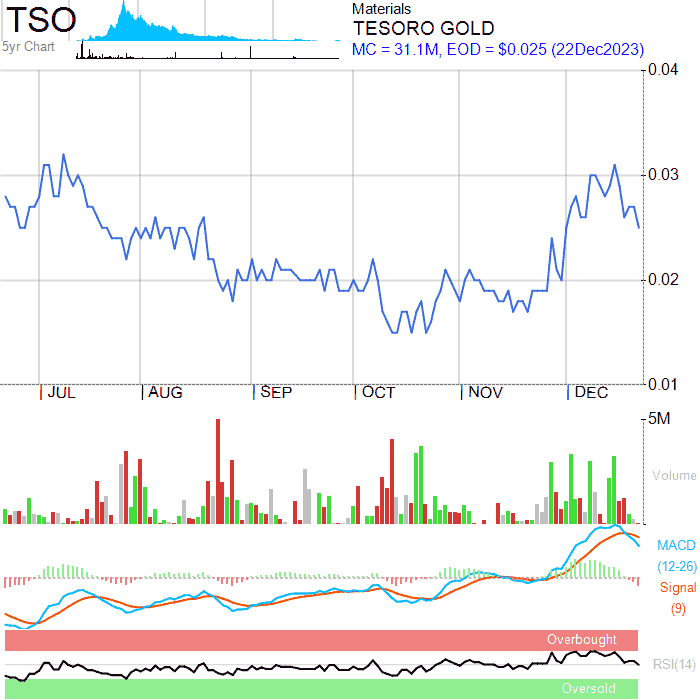 TSO
5yr Chart
Materials
TESORO GOLD
MC = 31.1M, EOD = $0.025 (22Dec2023)
0.04
0.03
0.02
0.01
JUL AUG SEP OCT NOV DEC
5M
Volume
MACD
(12-26)
Signal
(9)
Overbought
RSI(14)
Oversold